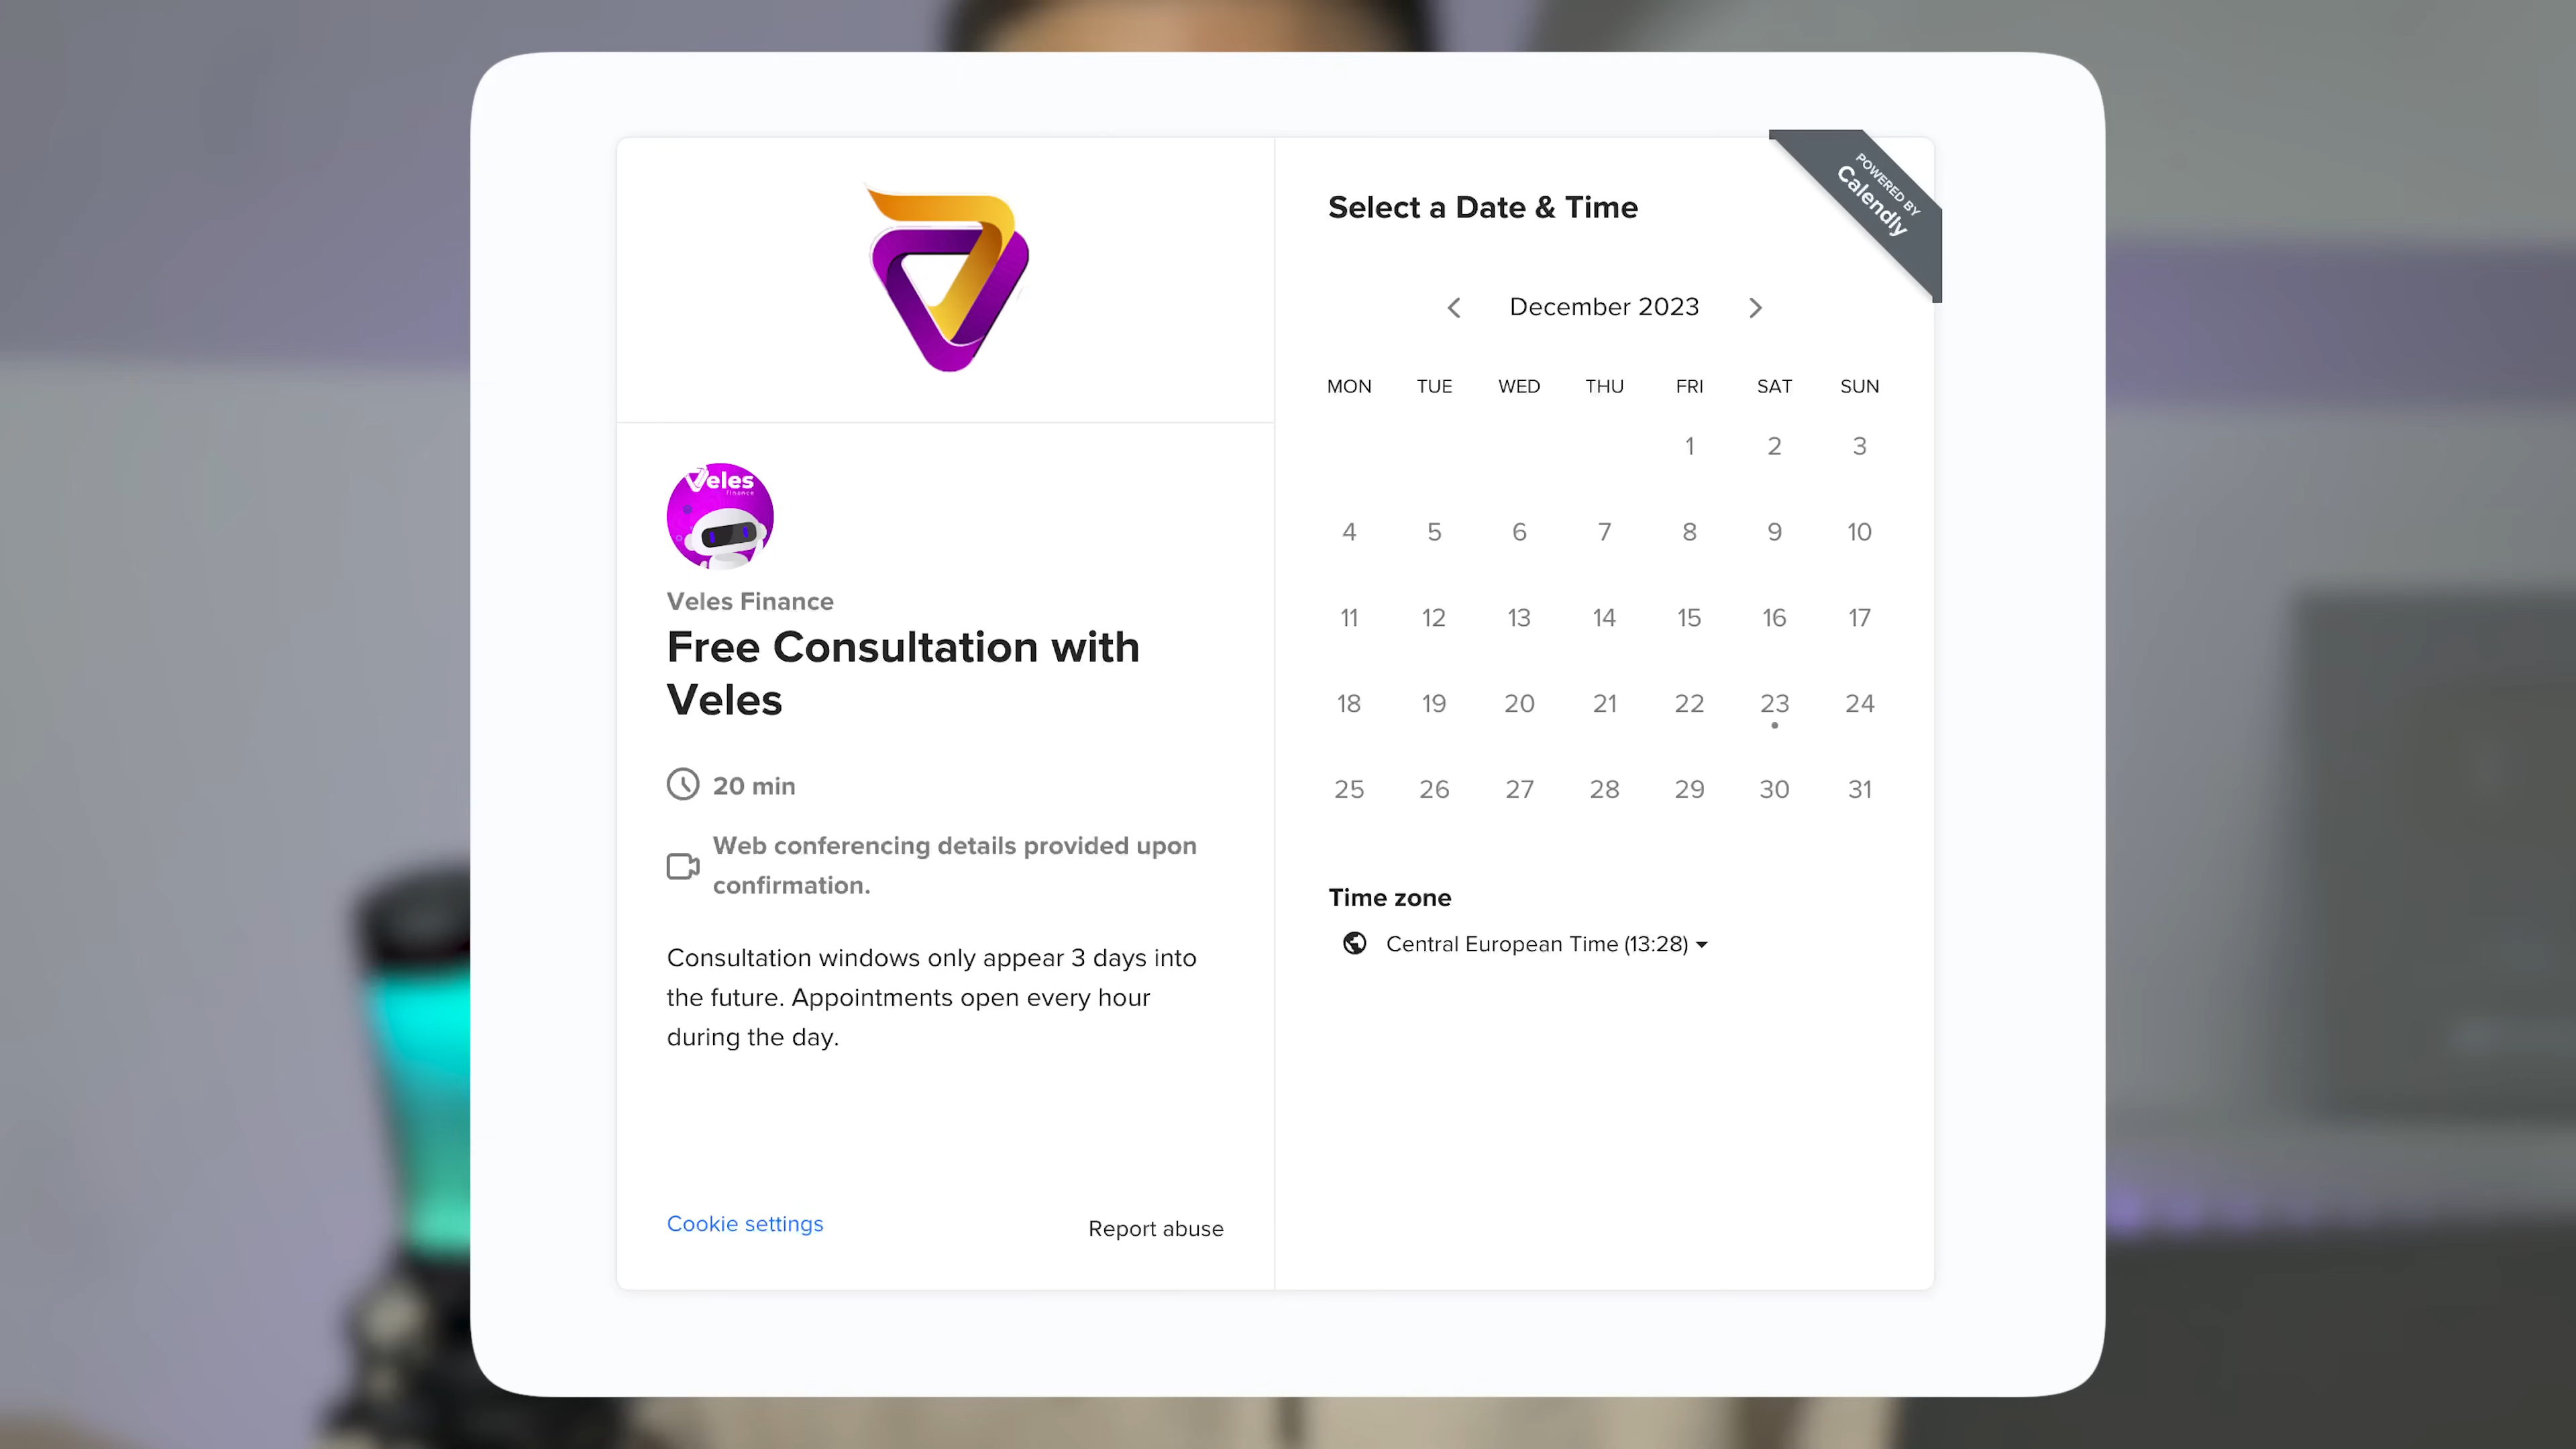 Veles
finance
Veles Finance
Free Consultation with
Veles
20 min
Web conferencing details provided upon
confirmation.
Consultation windows only appear 3 days into
the future. Appointments open every hour
during the day.
Cookie settings
Report abuse
POWERED BY
Calendly
Select a Date & Time
December 2023
MON TUE WED THU FRI SAT SUN
1 2 3
4 5 6 7 8 9 10
11 12 13 14 15 16 17
18 19 20 21 22 23 24
25 26 27 28 29 30 31
Time zone
Central European Time (13:28)